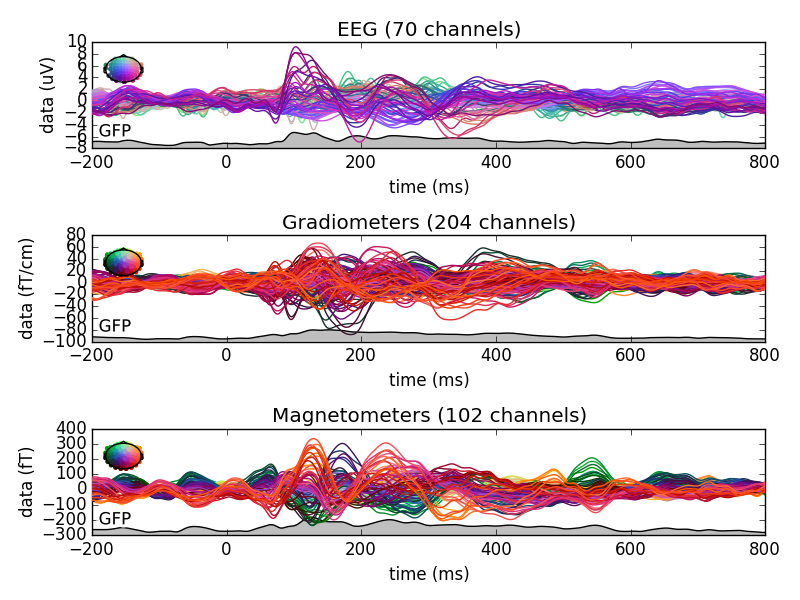 EEG (70 channels)
data (uV)
10
8
6
4
2
0
−2
−4
−6
−8
GFP
−200 0 200 400 600 800
time (ms)
Gradiometers (204 channels)
data (fT/cm)
80
60
40
20
0
−20
−40
−60
−80
−100
GFP
−200 0 200 400 600 800
time (ms)
Magnetometers (102 channels)
data (fT)
400
300
200
100
0
−100
−200
−300
GFP
−200 0 200 400 600 800
time (ms)